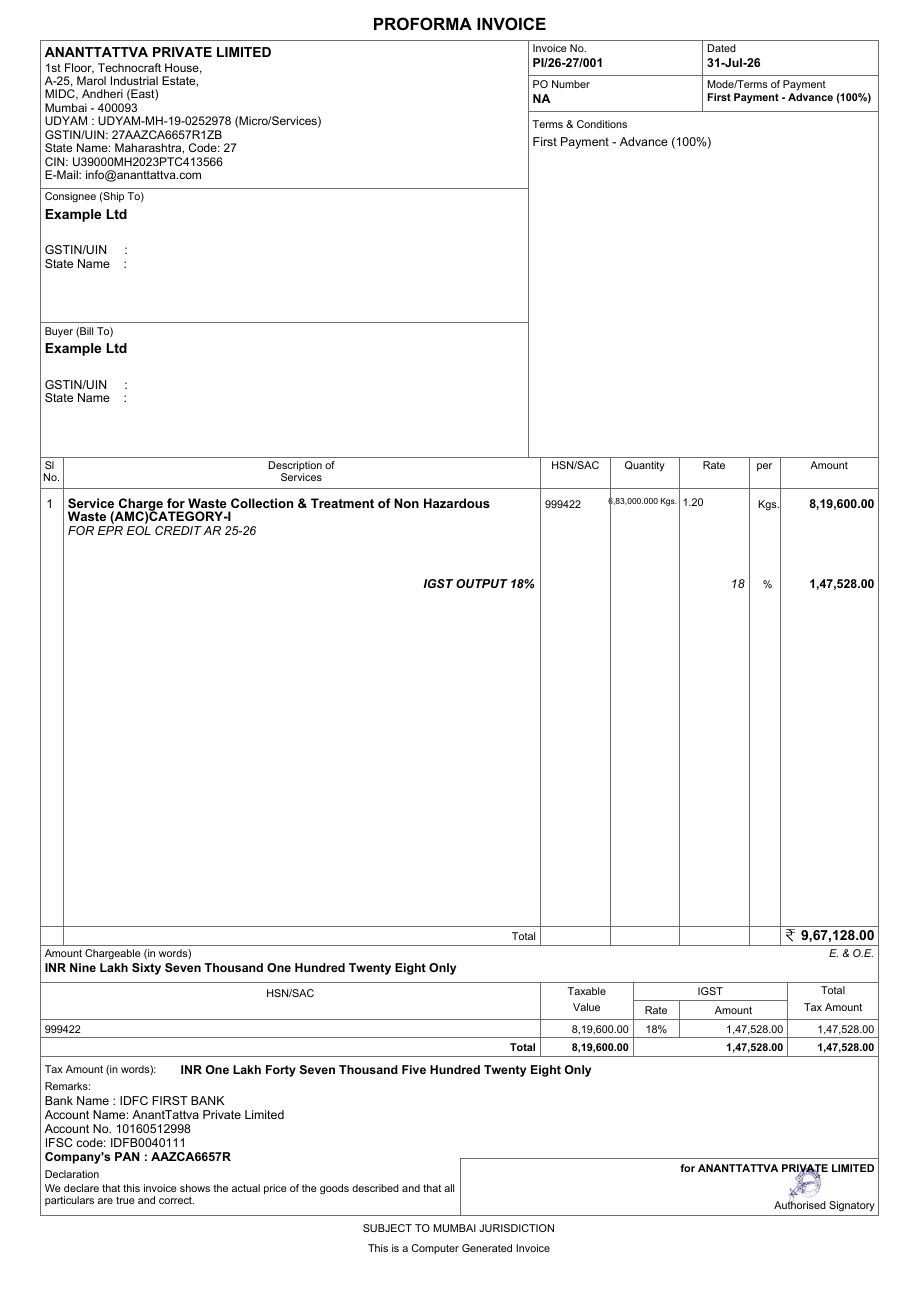 PROFORMA INVOICE
ANANTTATTVA PRIVATE LIMITED
1st Floor, Technocraft House,
A-25, Marol Industrial Estate,
MIDC, Andheri (East)
Mumbai - 400093
UDYAM : UDYAM-MH-19-0252978 (Micro/Services)
GSTIN/UIN: 27AAZCA6657R1ZB
State Name: Maharashtra, Code: 27
CIN: U39000MH2023PTC413566
E-Mail: info@ananttattva.com
Invoice No.
PI/26-27/001
Dated
31-Jul-26
PO Number
NA
Mode/Terms of Payment
First Payment - Advance (100%)
Terms & Conditions
First Payment - Advance (100%)
Consignee (Ship To)
Example Ltd
GSTIN/UIN :
State Name :
Buyer (Bill To)
Example Ltd
GSTIN/UIN :
State Name :
Sl No. Description of Services HSN/SAC Quantity Rate per Amount
1 Service Charge for Waste Collection & Treatment of Non Hazardous 999422 6,83,000.000 Kgs. 1.20 Kgs. 8,19,600.00
Waste (AMC)CATEGORY-I
FOR EPR EOL CREDIT AR 25-26
IGST OUTPUT 18% 18 % 1,47,528.00
Total ₹ 9,67,128.00
Amount Chargeable (in words) E. & O.E.
INR Nine Lakh Sixty Seven Thousand One Hundred Twenty Eight Only
HSN/SAC Taxable Value IGST Total Tax Amount
Rate Amount
999422 8,19,600.00 18% 1,47,528.00 1,47,528.00
Total 8,19,600.00 1,47,528.00 1,47,528.00
Tax Amount (in words): INR One Lakh Forty Seven Thousand Five Hundred Twenty Eight Only
Remarks:
Bank Name : IDFC FIRST BANK
Account Name: AnantTattva Private Limited
Account No. 10160512998
IFSC code: IDFB0040111
Company's PAN : AAZCA6657R
Declaration
We declare that this invoice shows the actual price of the goods described and that all
particulars are true and correct.
for ANANTTATTVA PRIVATE LIMITED
Authorised Signatory
SUBJECT TO MUMBAI JURISDICTION
This is a Computer Generated Invoice